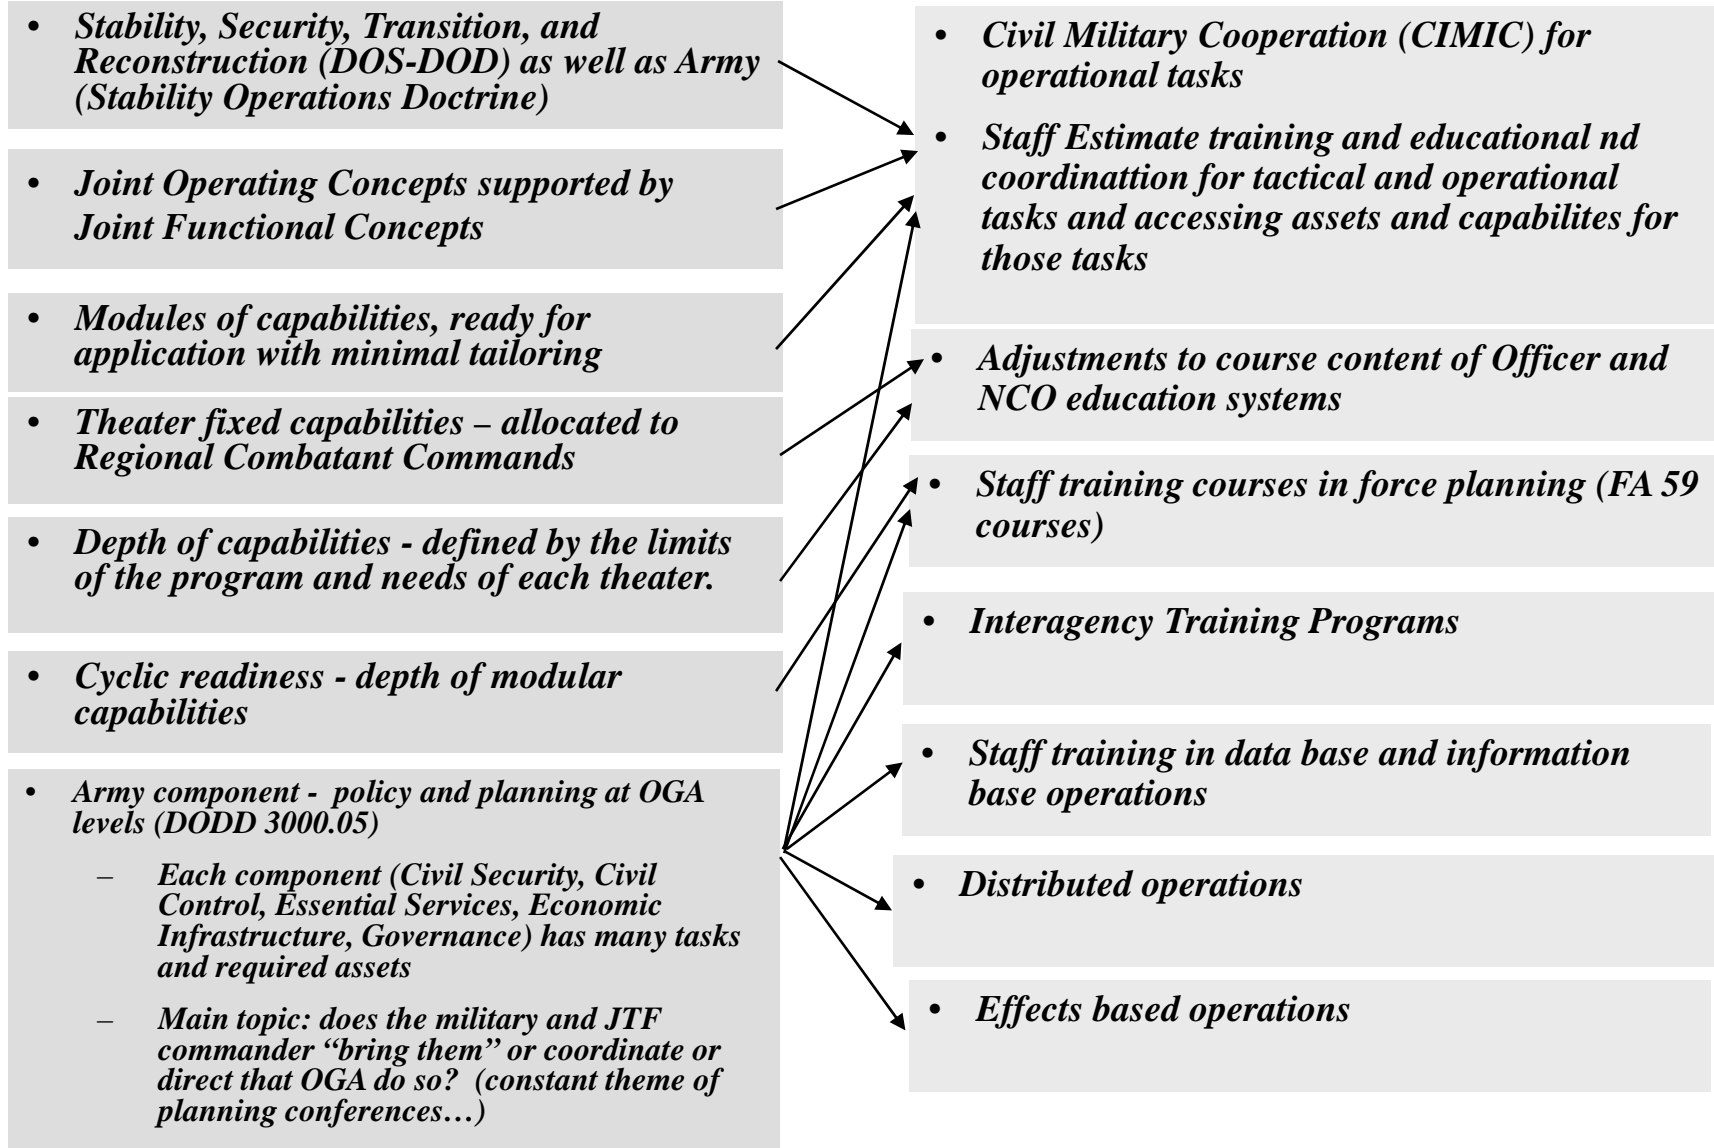 • Stability, Security, Transition, and
Reconstruction (DOS-DOD) as well as Army
(Stability Operations Doctrine)
• Joint Operating Concepts supported by
Joint Functional Concepts
• Modules of capabilities, ready for
application with minimal tailoring
• Theater fixed capabilities – allocated to
Regional Combatant Commands
• Depth of capabilities - defined by the limits
of the program and needs of each theater.
• Cyclic readiness - depth of modular
capabilities
• Army component - policy and planning at OGA
levels (DODD 3000.05)
– Each component (Civil Security, Civil
Control, Essential Services, Economic
Infrastructure, Governance) has many tasks
and required assets
– Main topic: does the military and JTF
commander “bring them” or coordinate or
direct that OGA do so? (constant theme of
planning conferences…)
• Civil Military Cooperation (CIMIC) for
operational tasks
• Staff Estimate training and educational nd
coordinattion for tactical and operational
tasks and accessing assets and capabilites for
those tasks
• Adjustments to course content of Officer and
NCO education systems
• Staff training courses in force planning (FA 59
courses)
• Interagency Training Programs
• Staff training in data base and information
base operations
• Distributed operations
• Effects based operations